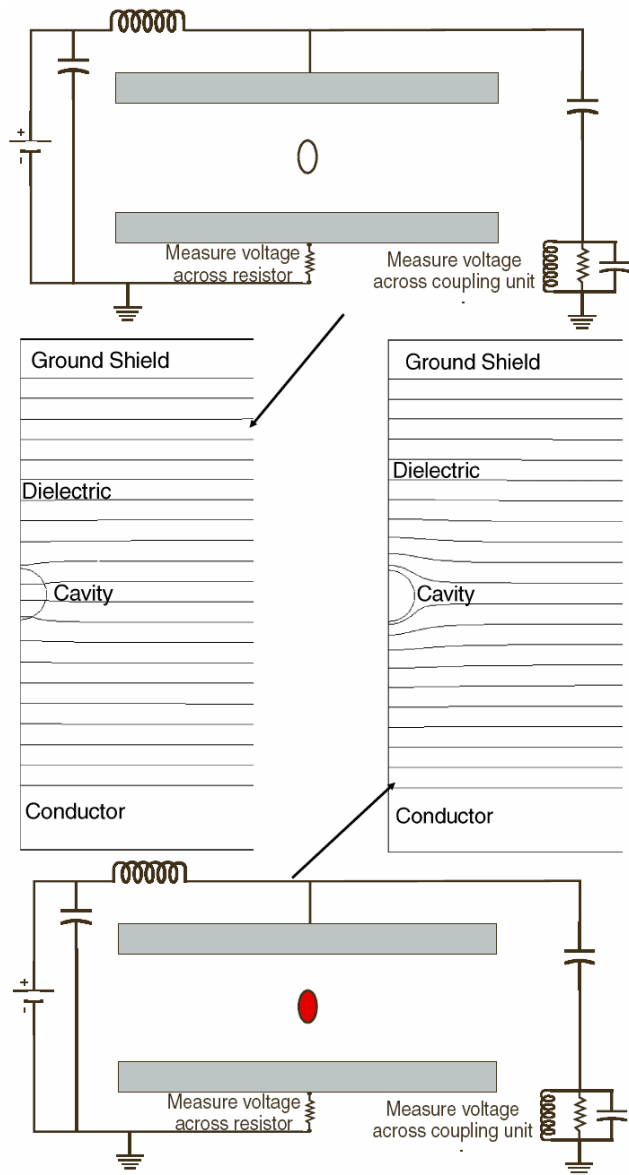 +
-
Measure voltage
across resistor
Measure voltage
across coupling unit
Ground Shield
Dielectric
Cavity
Conductor
Ground Shield
Dielectric
Cavity
Conductor
+
-
Measure voltage
across resistor
Measure voltage
across coupling unit